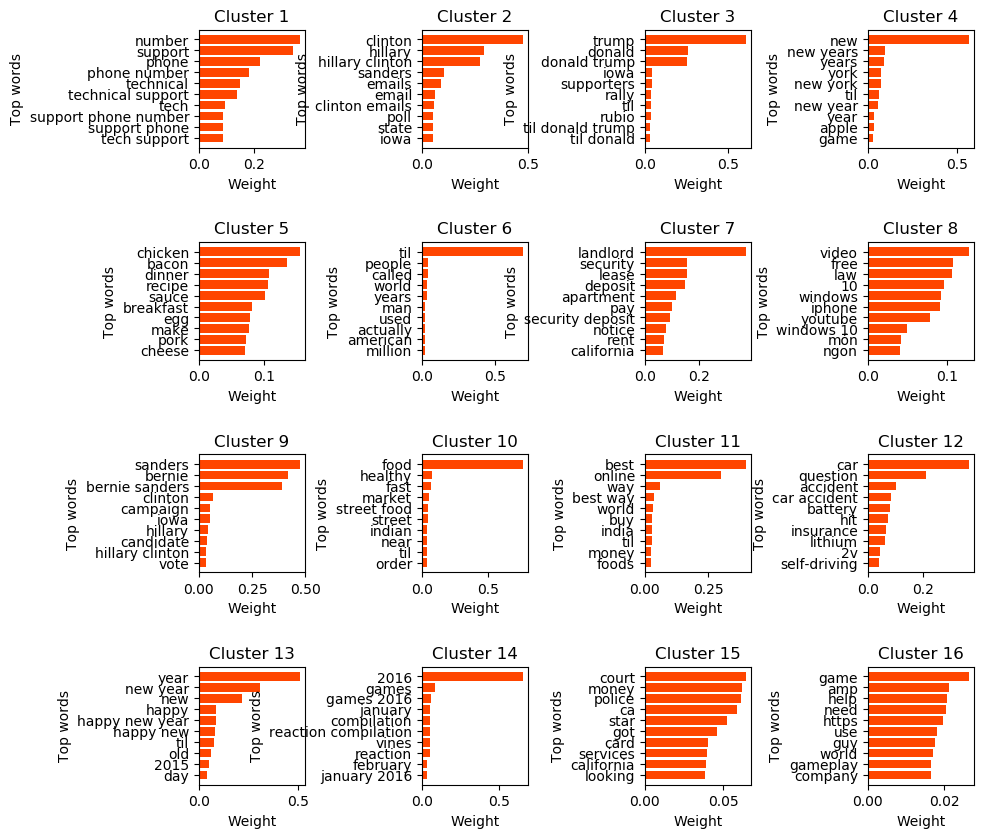 Cluster 1
Top words
number
support
phone
phone number
technical
technical support
tech
support phone number
support phone
tech support
0.0 0.2
Weight
Cluster 2
Top words
clinton
hillary
hillary clinton
sanders
emails
email
clinton emails
poll
state
iowa
0.0 0.5
Weight
Cluster 3
Top words
trump
donald
donald trump
iowa
supporters
rally
til
rubio
til donald trump
til donald
0.0 0.5
Weight
Cluster 4
Top words
new
new years
years
york
new york
til
new year
year
apple
game
0.0 0.5
Weight
Cluster 5
Top words
chicken
bacon
dinner
recipe
sauce
breakfast
egg
make
pork
cheese
0.0 0.1
Weight
Cluster 6
Top words
til
people
called
world
years
man
used
actually
american
million
0.0 0.5
Weight
Cluster 7
Top words
landlord
security
lease
deposit
apartment
pay
security deposit
notice
rent
california
0.0 0.2
Weight
Cluster 8
Top words
video
free
law
10
windows
iphone
youtube
windows 10
mon
ngon
0.0 0.1
Weight
Cluster 9
Top words
sanders
bernie
bernie sanders
clinton
campaign
iowa
hillary
candidate
hillary clinton
vote
0.00 0.25 0.50
Weight
Cluster 10
Top words
food
healthy
fast
market
street food
street
indian
near
til
order
0.0 0.5
Weight
Cluster 11
Top words
best
online
way
best way
world
buy
india
til
money
foods
0.00 0.25
Weight
Cluster 12
Top words
car
question
accident
car accident
battery
hit
insurance
lithium
2v
self-driving
0.0 0.2
Weight
Cluster 13
Top words
year
new year
new
happy
happy new year
happy new
til
old
2015
day
0.0 0.5
Weight
Cluster 14
Top words
2016
games
games 2016
january
compilation
reaction compilation
vines
reaction
february
january 2016
0.0 0.5
Weight
Cluster 15
Top words
court
money
police
ca
star
got
card
services
california
looking
0.00 0.05
Weight
Cluster 16
Top words
game
amp
help
need
https
use
guy
world
gameplay
company
0.00 0.02
Weight